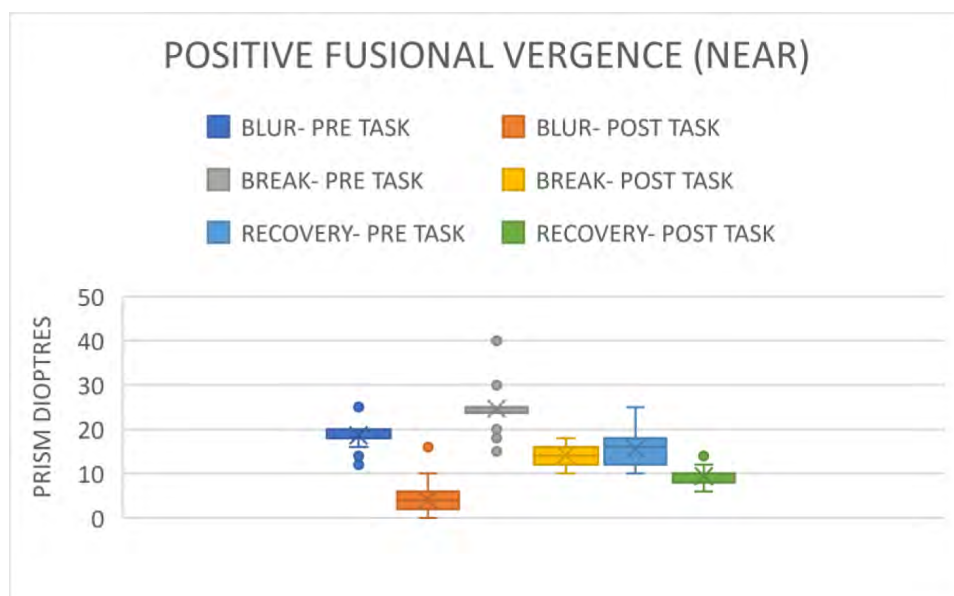 POSITIVE FUSIONAL VERGENCE (NEAR)
BLUR- PRE TASK
BLUR- POST TASK
BREAK- PRE TASK
BREAK- POST TASK
RECOVERY- PRE TASK
RECOVERY- POST TASK
PRISM DIOPTRES
50
40
30
20
10
0